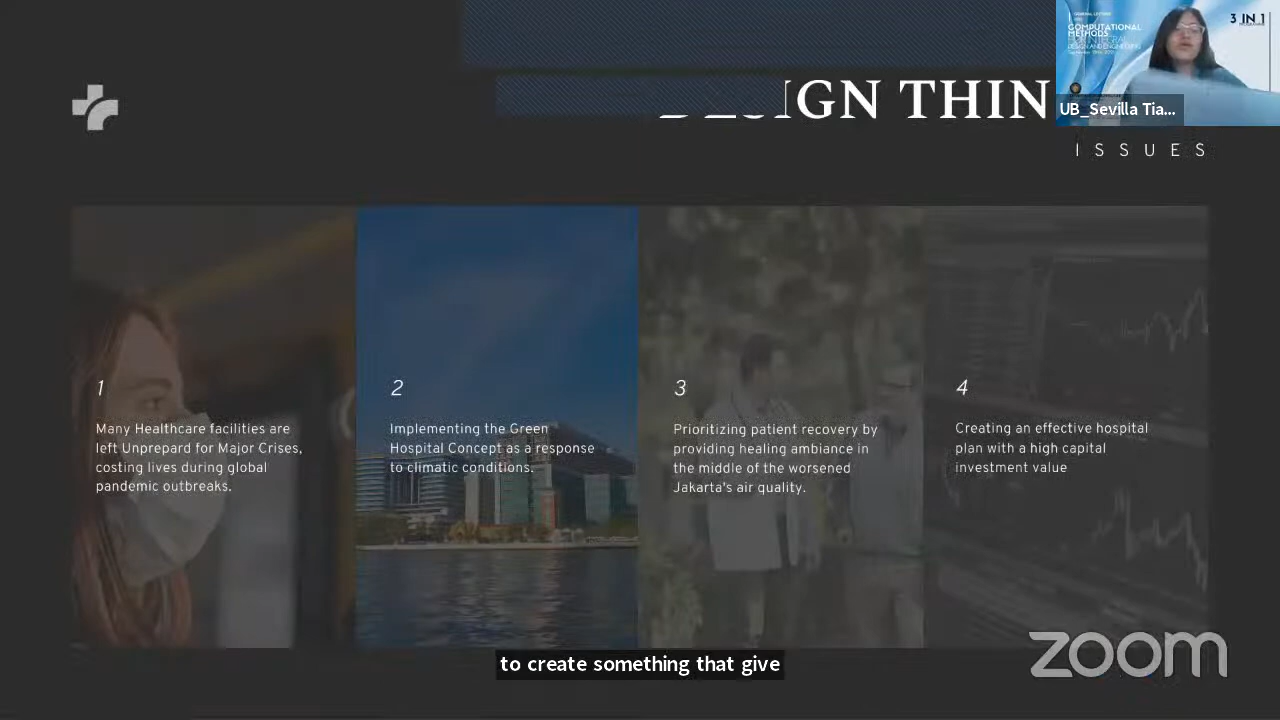 GN THIN
ISSUES
3 IN 1
COMPUTATIONAL
METHODS
DESIGN AND ENGINEERING
UB_Sevilla Tia...
1
Many Healthcare facilities are
left Unprepard for Major Crises,
costing lives during global
pandemic outbreaks.
2
Implementing the Green
Hospital Concept as a response
to climatic conditions.
3
Prioritizing patient recovery by
providing healing ambiance in
the middle of the worsened
Jakarta's air quality.
4
Creating an effective hospital
plan with a high capital
investment value
to create something that give
zoom